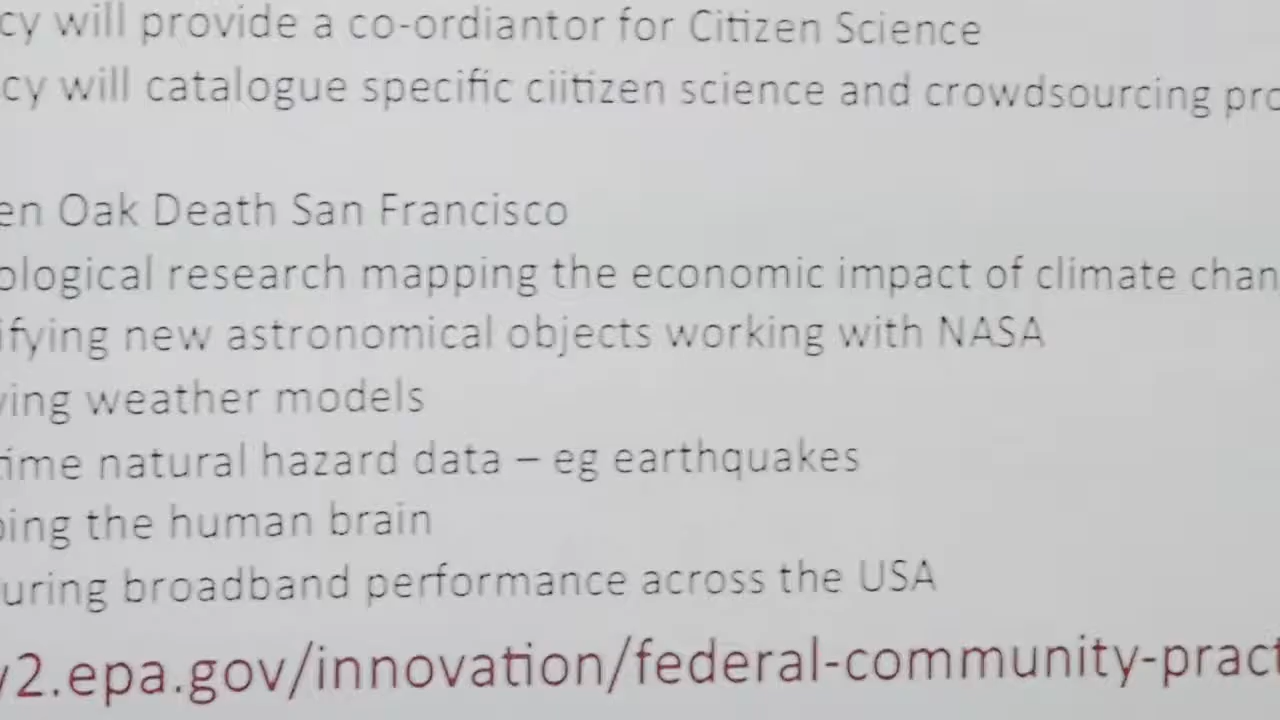 cy will provide a co-ordiantor for Citizen Science
cy will catalogue specific ciitizen science and crowdsourcing pro
en Oak Death San Francisco
ological research mapping the economic impact of climate chan
ifying new astronomical objects working with NASA
ving weather models
time natural hazard data – eg earthquakes
ping the human brain
uring broadband performance across the USA
v2.epa.gov/innovation/federal-community-pract